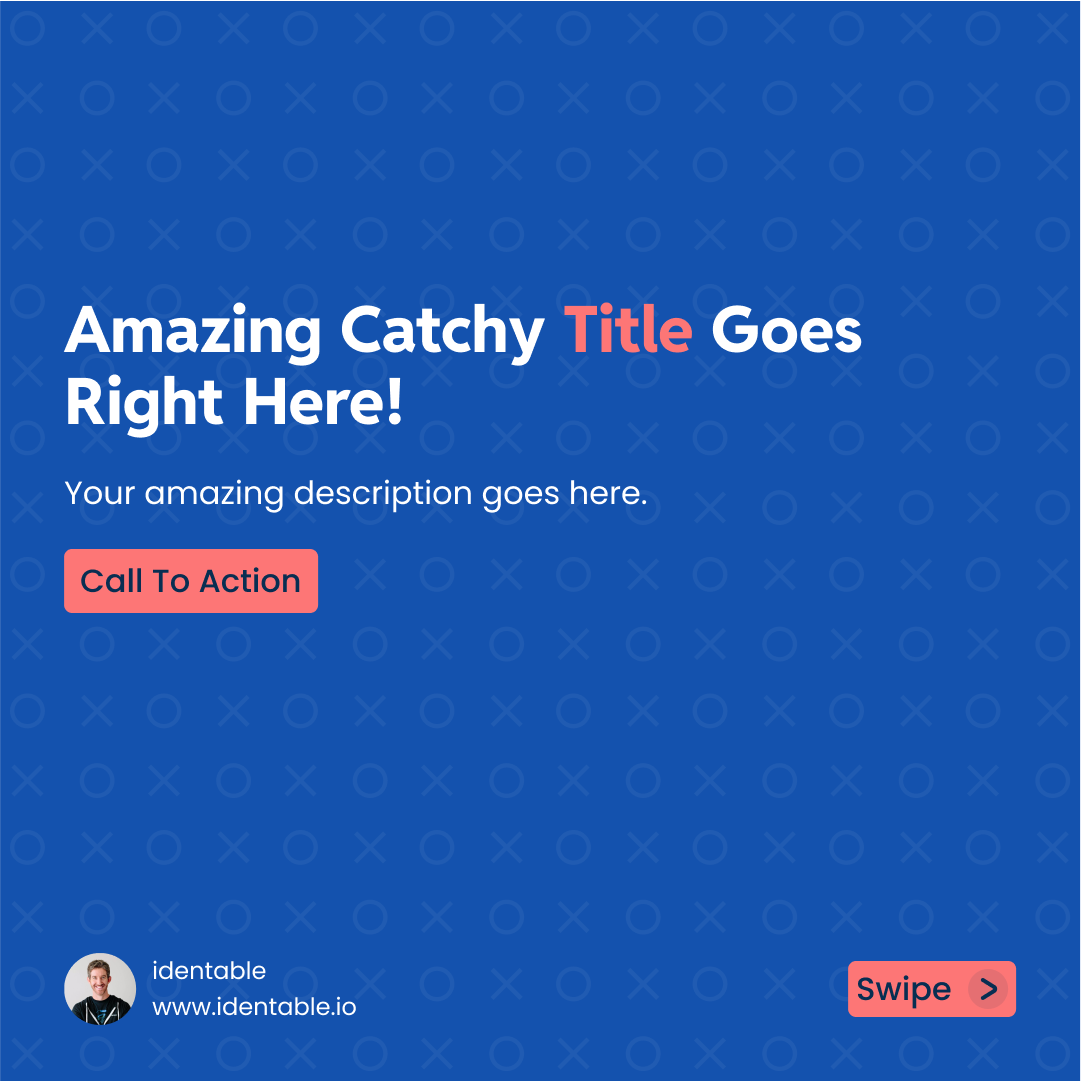 Amazing Catchy Title Goes
Right Here!
Your amazing description goes here.
Call To Action
identable
www.identable.io
Swipe >